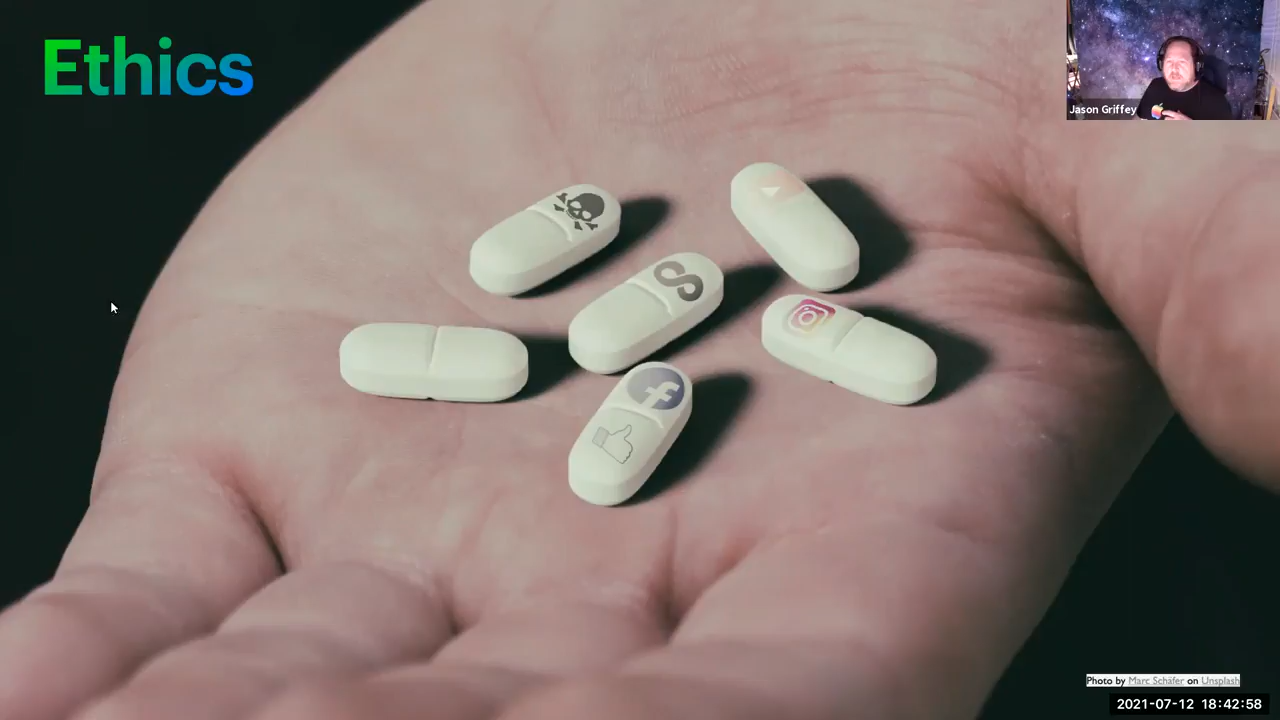 Ethics
Jason Griffey
Photo by Marc Schäfer on Unsplash
2021-07-12 18:42:58